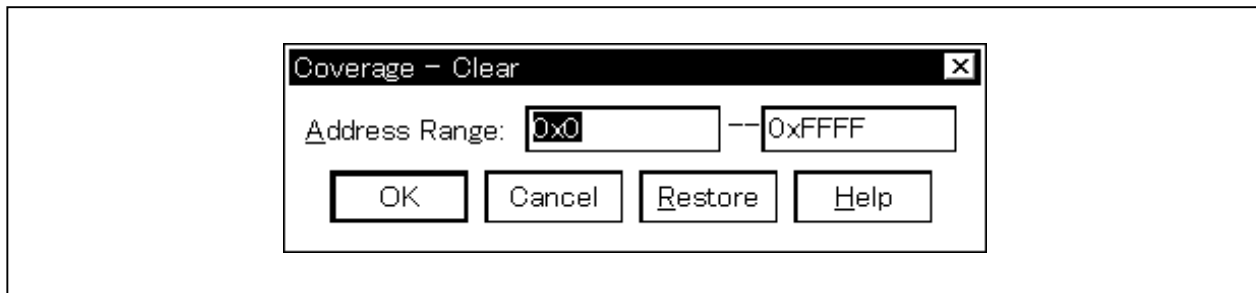 Coverage - Clear
Address Range: 0x0 -- 0xFFFF
OK Cancel Restore Help